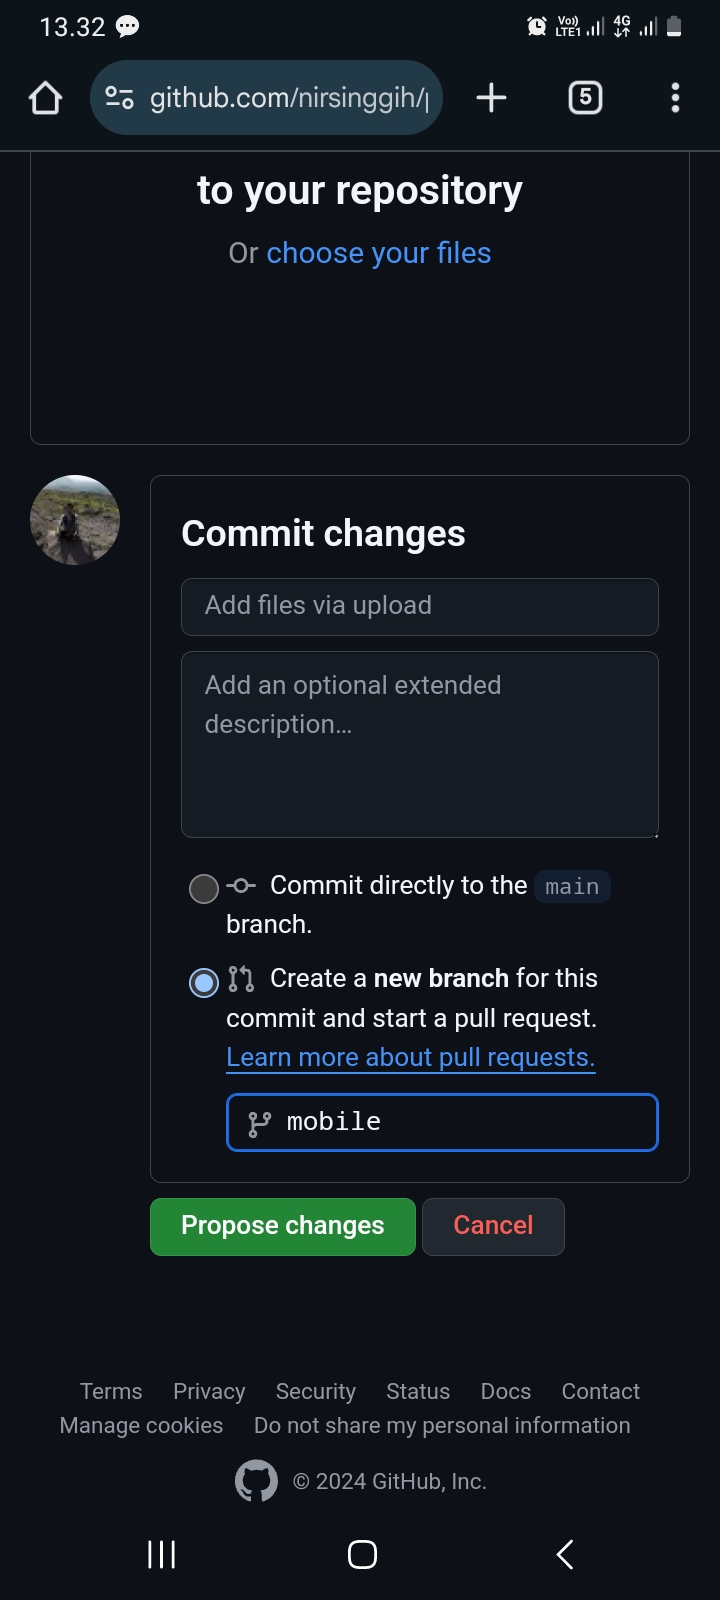 13.32
Vo)) LTE1 4G
github.com/nirsinggih/
5
to your repository
Or choose your files
Commit changes
Add files via upload
Add an optional extended
description...
Commit directly to the main
branch.
Create a new branch for this
commit and start a pull request.
Learn more about pull requests.
mobile
Propose changes Cancel
Terms Privacy Security Status Docs Contact
Manage cookies Do not share my personal information
© 2024 GitHub, Inc.